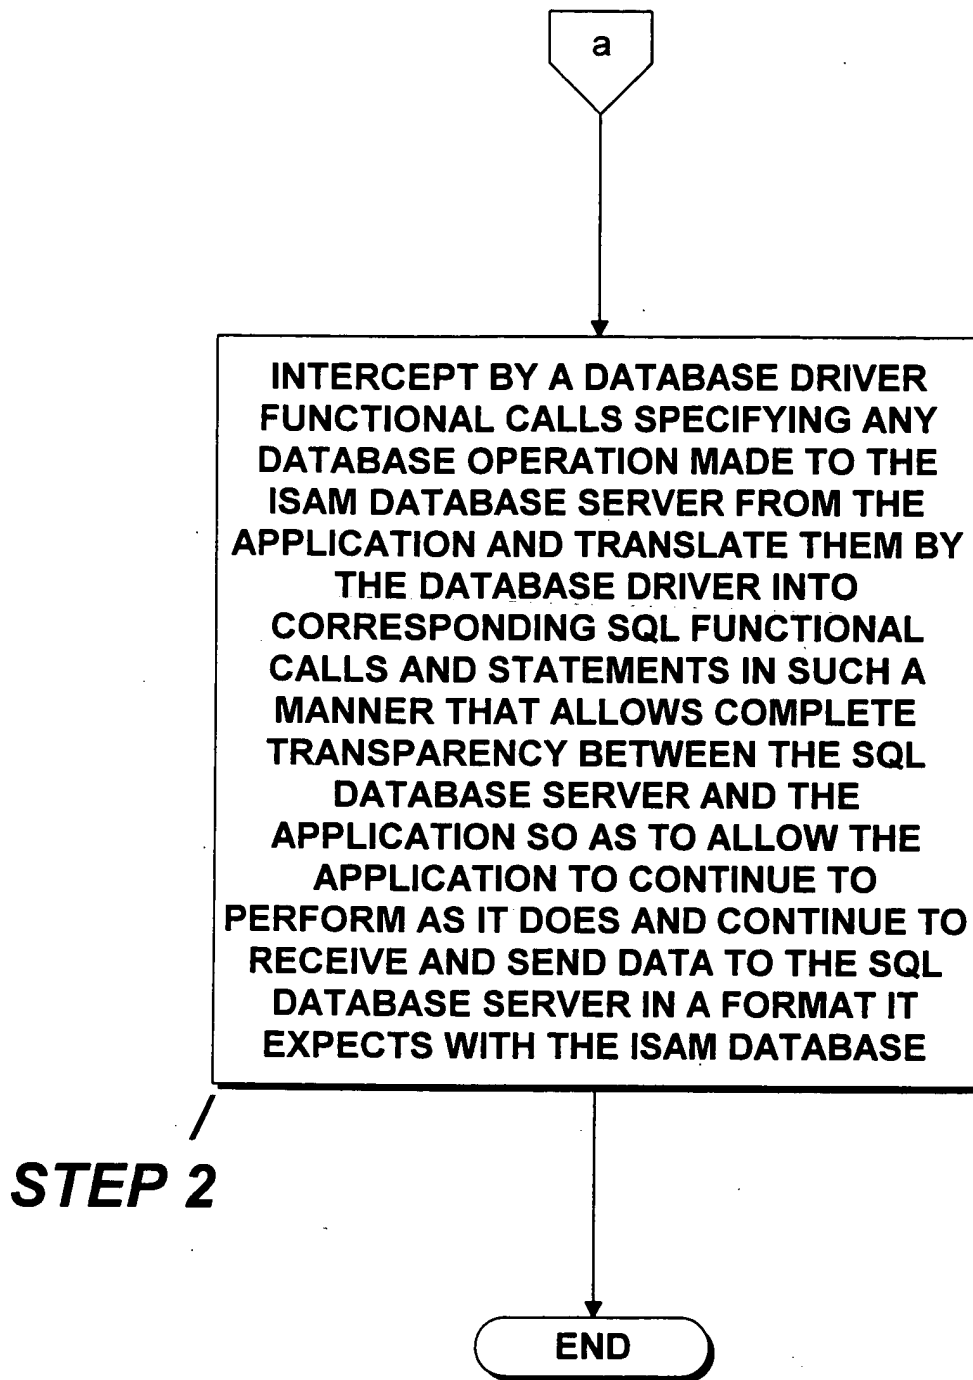 a
INTERCEPT BY A DATABASE DRIVER
FUNCTIONAL CALLS SPECIFYING ANY
DATABASE OPERATION MADE TO THE
ISAM DATABASE SERVER FROM THE
APPLICATION AND TRANSLATE THEM BY
THE DATABASE DRIVER INTO
CORRESPONDING SQL FUNCTIONAL
CALLS AND STATEMENTS IN SUCH A
MANNER THAT ALLOWS COMPLETE
TRANSPARENCY BETWEEN THE SQL
DATABASE SERVER AND THE
APPLICATION SO AS TO ALLOW THE
APPLICATION TO CONTINUE TO
PERFORM AS IT DOES AND CONTINUE TO
RECEIVE AND SEND DATA TO THE SQL
DATABASE SERVER IN A FORMAT IT
EXPECTS WITH THE ISAM DATABASE
STEP 2
END